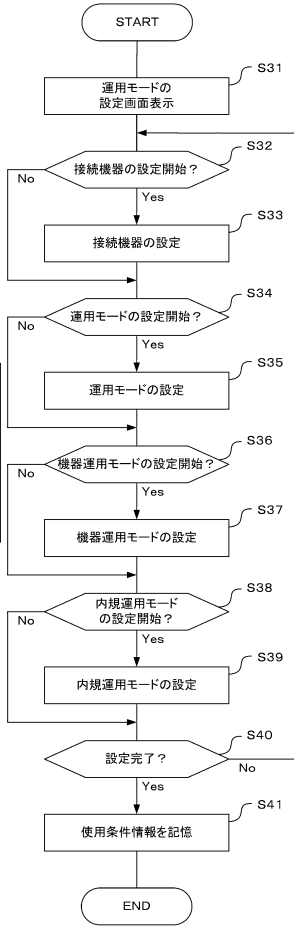 START
運用モードの
設定画面表示
S31
接続機器の設定開始？
S32
No
Yes
接続機器の設定
S33
運用モードの設定開始？
S34
No
Yes
運用モードの設定
S35
機器運用モードの設定開始？
S36
No
Yes
機器運用モードの設定
S37
内規運用モード
の設定開始？
S38
No
Yes
内規運用モードの設定
S39
設定完了？
S40
No
Yes
使用条件情報を記憶
S41
END